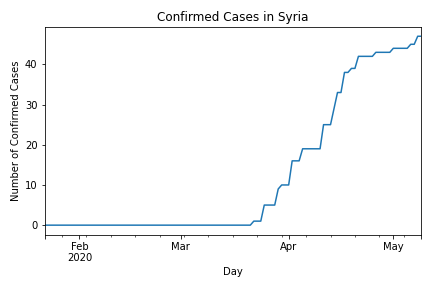 Confirmed Cases in Syria
Number of Confirmed Cases
40
30
20
10
0
Feb
2020
Mar
Apr
May
Day